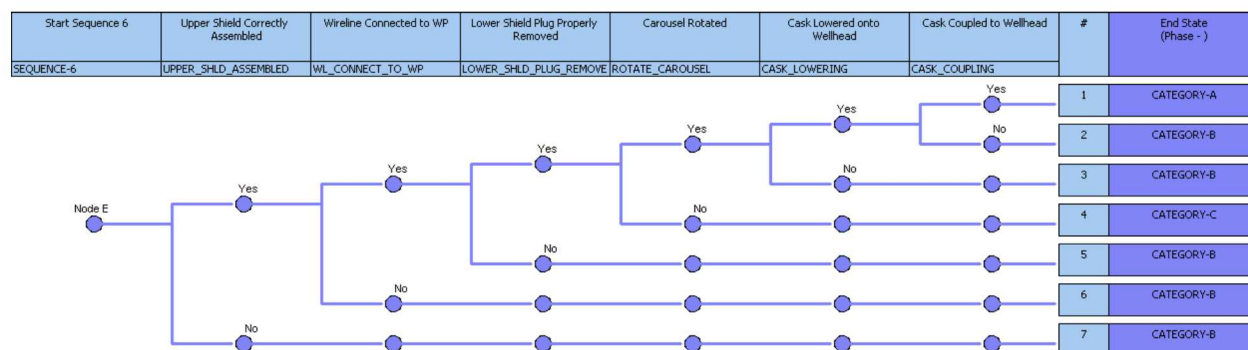 Start Sequence 6
Upper Shield Correctly
Assembled
Wireline Connected to WP
Lower Shield Plug Properly
Removed
Carousel Rotated
Cask Lowered onto
Wellhead
Cask Coupled to Wellhead
#
End State
(Phase - )
SEQUENCE-6
UPPER_SHLD_ASSEMBLED
WL_CONNECT_TO_WP
LOWER_SHLD_PLUG_REMOVE
ROTATE_CAROUSEL
CASK_LOWERING
CASK_COUPLING
Yes
1
CATEGORY-A
Yes
No
2
CATEGORY-B
Yes
No
3
CATEGORY-B
Yes
No
4
CATEGORY-C
Yes
No
5
CATEGORY-B
Yes
No
6
CATEGORY-B
Node E
No
7
CATEGORY-B